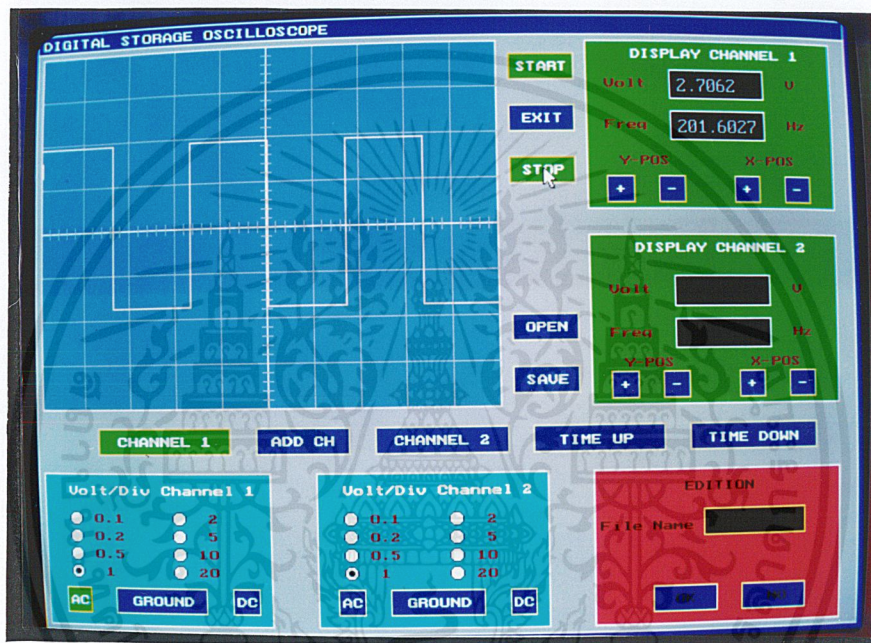 DIGITAL STORAGE OSCILLOSCOPE
START
EXIT
STOP
OPEN
SAVE
DISPLAY CHANNEL 1
Volt 2.7062 V
Freq 201.6027 Hz
Y-POS X-POS
+ - + -
DISPLAY CHANNEL 2
Volt V
Freq Hz
Y-POS X-POS
+ - + -
CHANNEL 1 ADD CH CHANNEL 2 TIME UP TIME DOWN
Volt/Div Channel 1
0.1 2
0.2 5
0.5 10
1 20
AC GROUND DC
Volt/Div Channel 2
0.1 2
0.2 5
0.5 10
1 20
AC GROUND DC
EDITION
File Name